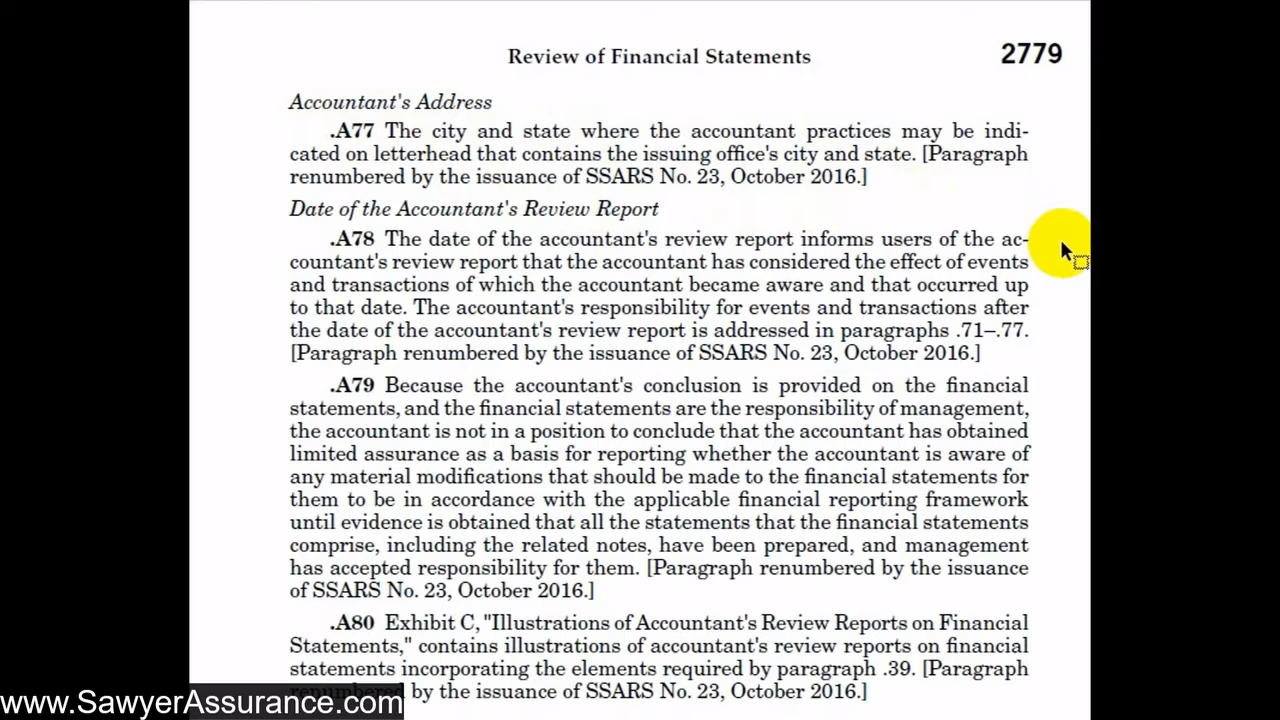 Review of Financial Statements 2779
Accountant's Address
.A77 The city and state where the accountant practices may be indi-
cated on letterhead that contains the issuing office's city and state. [Paragraph
renumbered by the issuance of SSARS No. 23, October 2016.]
Date of the Accountant's Review Report
.A78 The date of the accountant's review report informs users of the ac-
countant's review report that the accountant has considered the effect of events
and transactions of which the accountant became aware and that occurred up
to that date. The accountant's responsibility for events and transactions after
the date of the accountant's review report is addressed in paragraphs .71–.77.
[Paragraph renumbered by the issuance of SSARS No. 23, October 2016.]
.A79 Because the accountant's conclusion is provided on the financial
statements, and the financial statements are the responsibility of management,
the accountant is not in a position to conclude that the accountant has obtained
limited assurance as a basis for reporting whether the accountant is aware of
any material modifications that should be made to the financial statements for
them to be in accordance with the applicable financial reporting framework
until evidence is obtained that all the statements that the financial statements
comprise, including the related notes, have been prepared, and management
has accepted responsibility for them. [Paragraph renumbered by the issuance
of SSARS No. 23, October 2016.]
.A80 Exhibit C, "Illustrations of Accountant's Review Reports on Financial
Statements," contains illustrations of accountant's review reports on financial
statements incorporating the elements required by paragraph .39. [Paragraph
renumbered by the issuance of SSARS No. 23, October 2016.]
www.SawyerAssurance.com